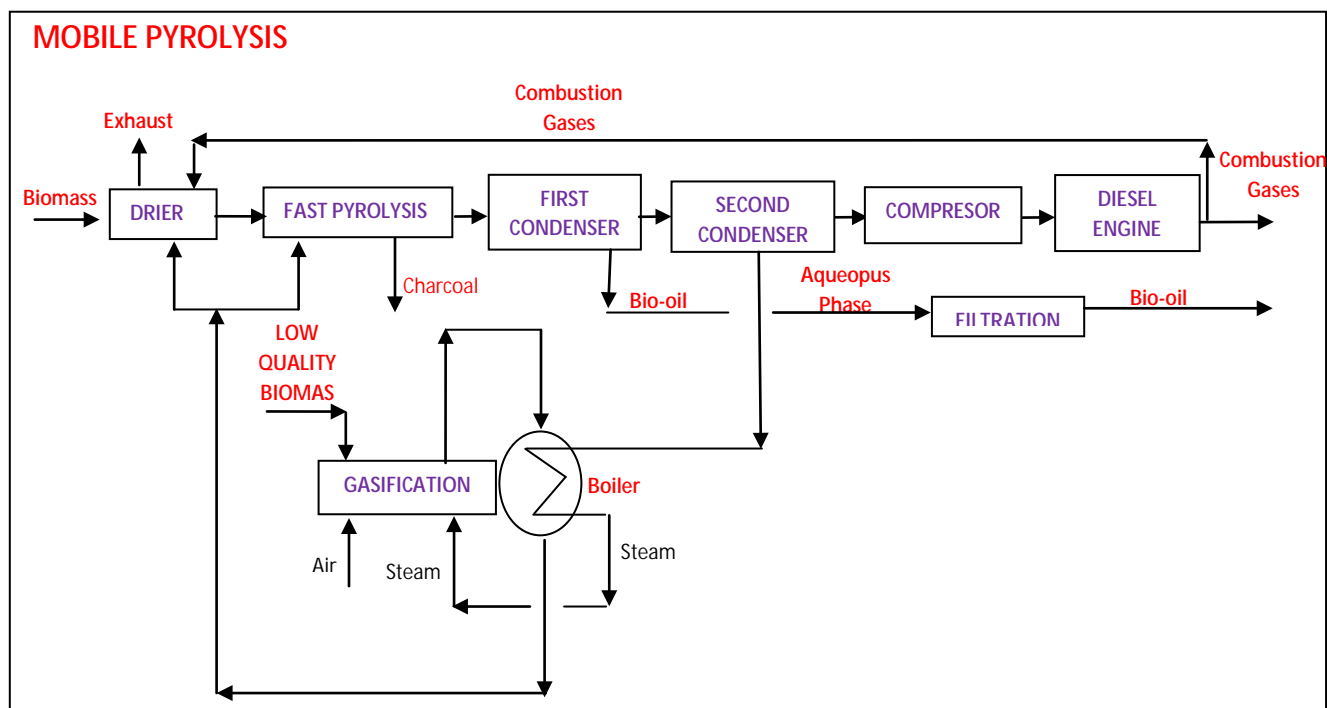 MOBILE PYROLYSIS
Combustion
Gases
Exhaust
Combustion
Gases
Biomass
DRIER
FAST PYROLYSIS
FIRST
CONDENSER
SECOND
CONDENSER
COMPRESOR
DIESEL
ENGINE
Charcoal
Bio-oil
Aqueopus
Phase
FILTRATION
Bio-oil
LOW
QUALITY
BIOMAS
GASIFICATION
Boiler
Air
Steam
Steam